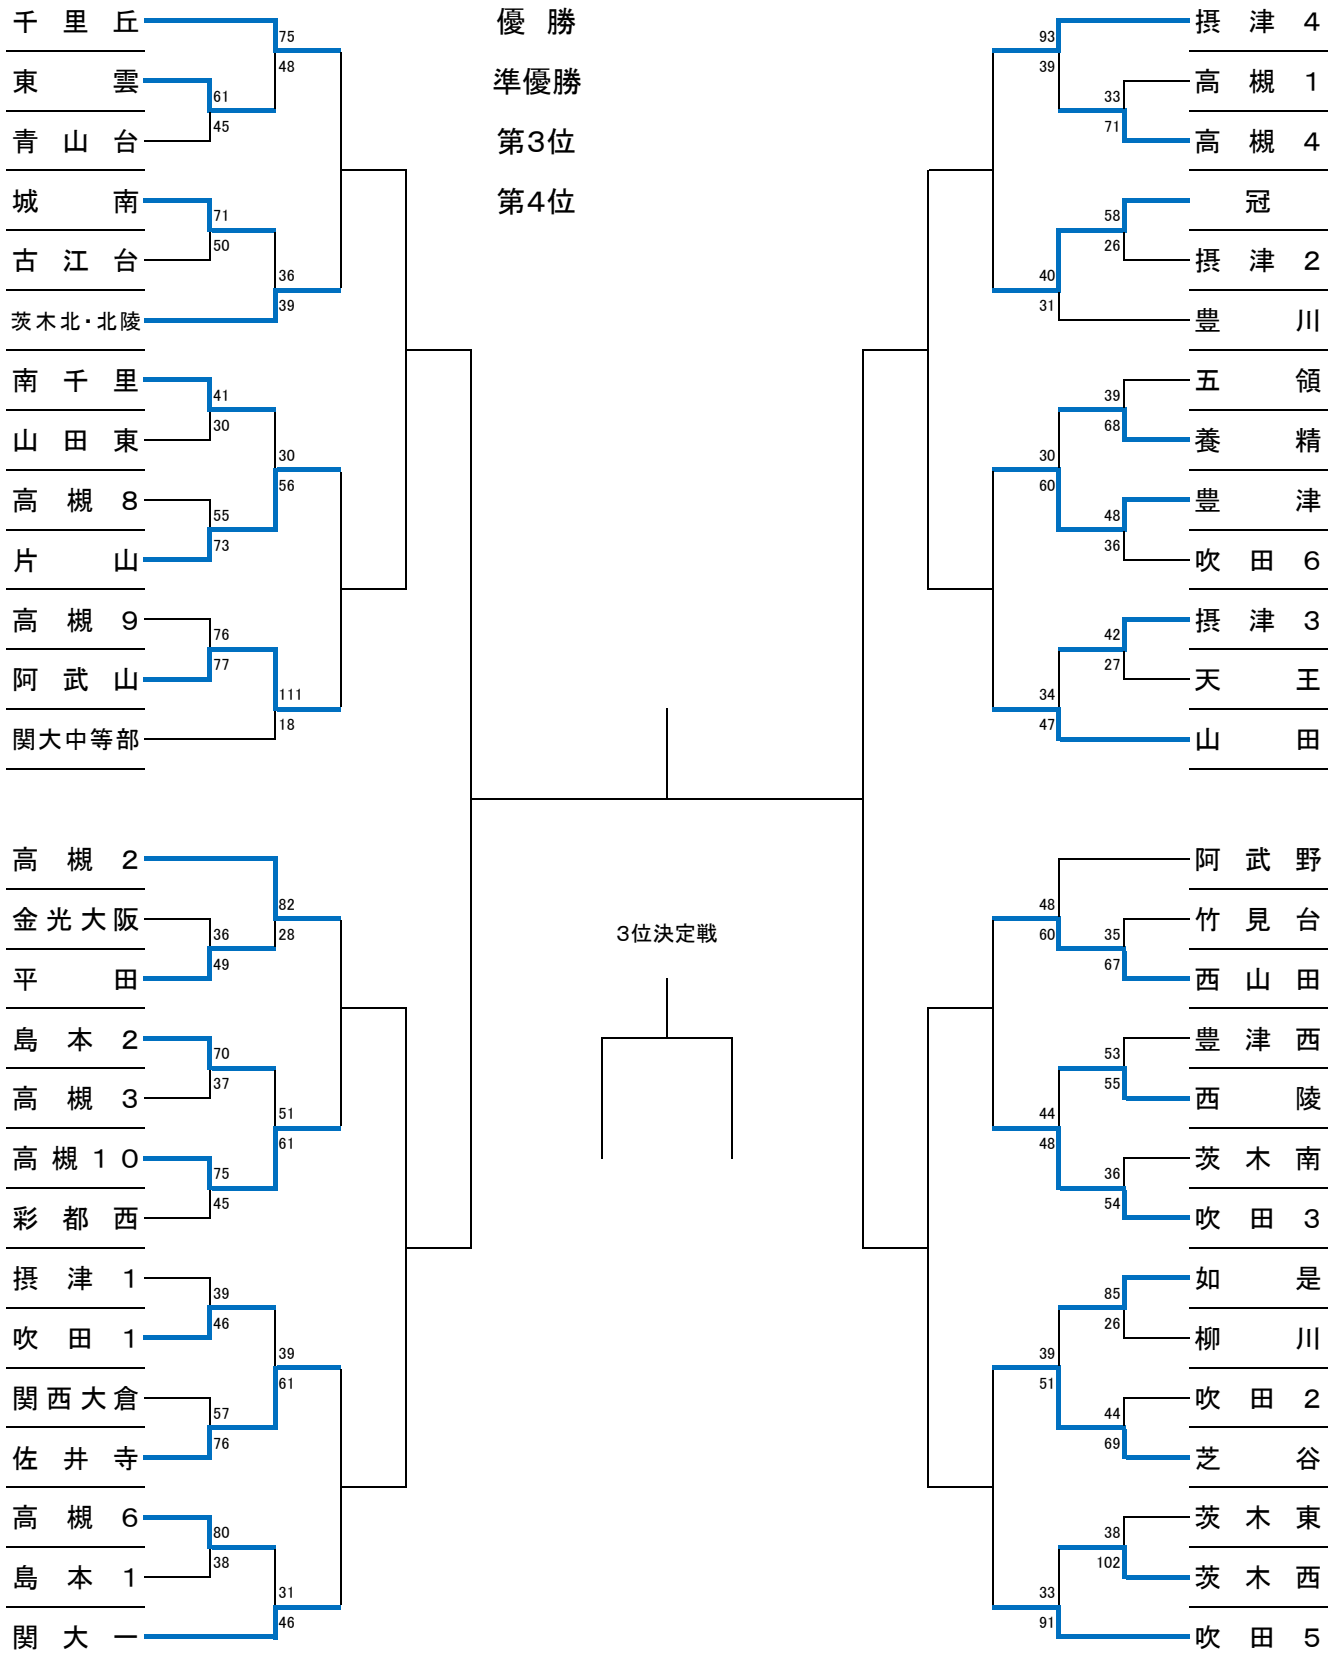 千里丘
75
48
東雲
61
45
青山台
城南
71
50
古江台
36
39
茨木北・北陵
南千里
41
30
山田東
30
56
高槻8
55
73
片山
高槻9
76
77
阿武山
111
18
関大中等部
高槻2
82
28
金光大阪
36
49
平田
島本2
70
37
高槻3
51
61
高槻10
75
45
彩都西
摂津1
39
46
吹田1
39
61
関西大倉
57
76
佐井寺
高槻6
80
38
島本1
31
46
関大一
優勝
準優勝
第3位
第4位
3位決定戦
摂津4
93
39
高槻1
33
71
高槻4
冠
58
26
摂津2
40
31
豊川
五領
39
68
養精
30
60
豊津
48
36
吹田6
摂津3
42
27
天王
34
47
山田
阿武野
48
60
竹見台
35
67
西山田
豊津西
53
55
西陵
44
48
茨木南
36
54
吹田3
如是
85
26
柳川
39
51
吹田2
44
69
芝谷
茨木東
38
102
茨木西
33
91
吹田5